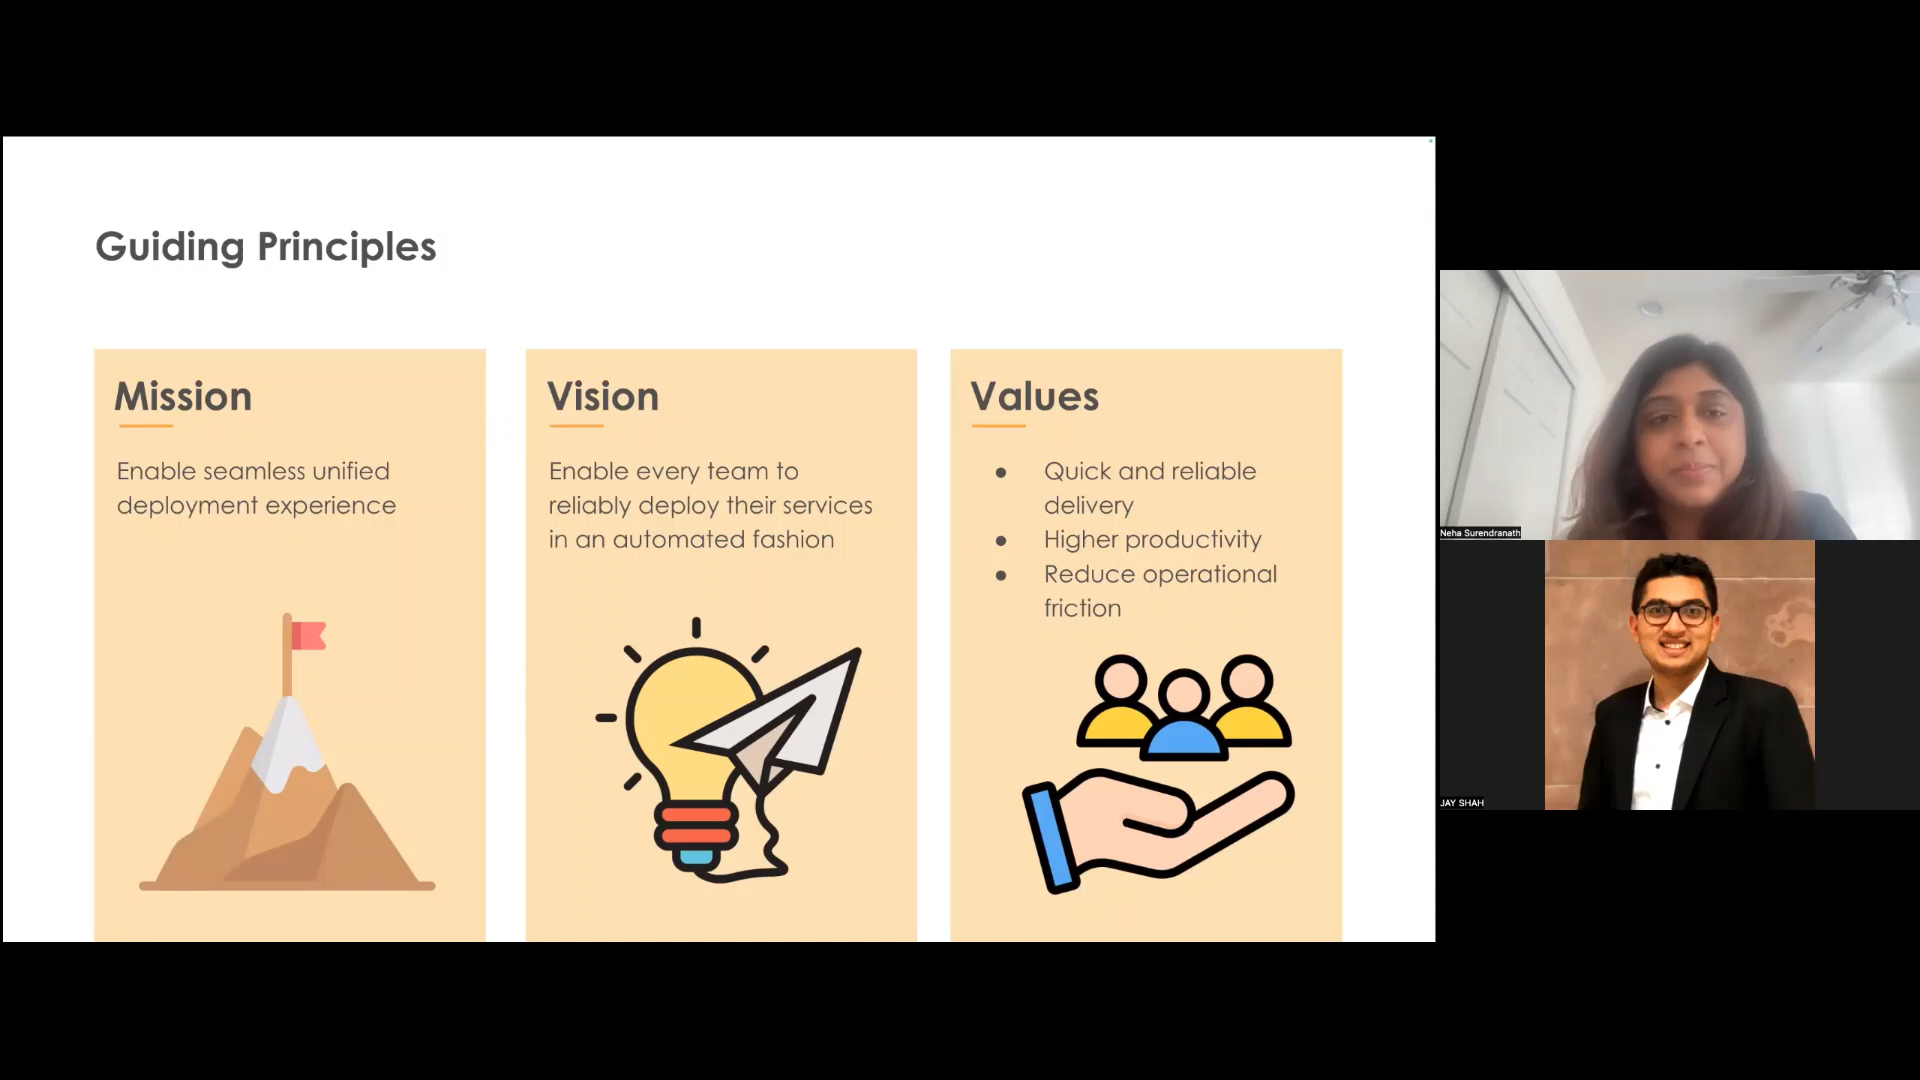 Guiding Principles
Mission
Enable seamless unified
deployment experience
Vision
Enable every team to
reliably deploy their services
in an automated fashion
Values
● Quick and reliable
delivery
● Higher productivity
● Reduce operational
friction
Neha Surendranath
JAY SHAH